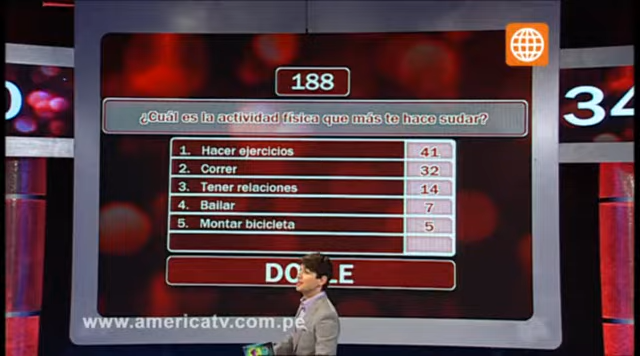 188
¿Cuál es la actividad física que más te hace sudar?
1. Hacer ejercicios 41
2. Correr 32
3. Tener relaciones 14
4. Bailar 7
5. Montar bicicleta 5
www.americatv.com.pe